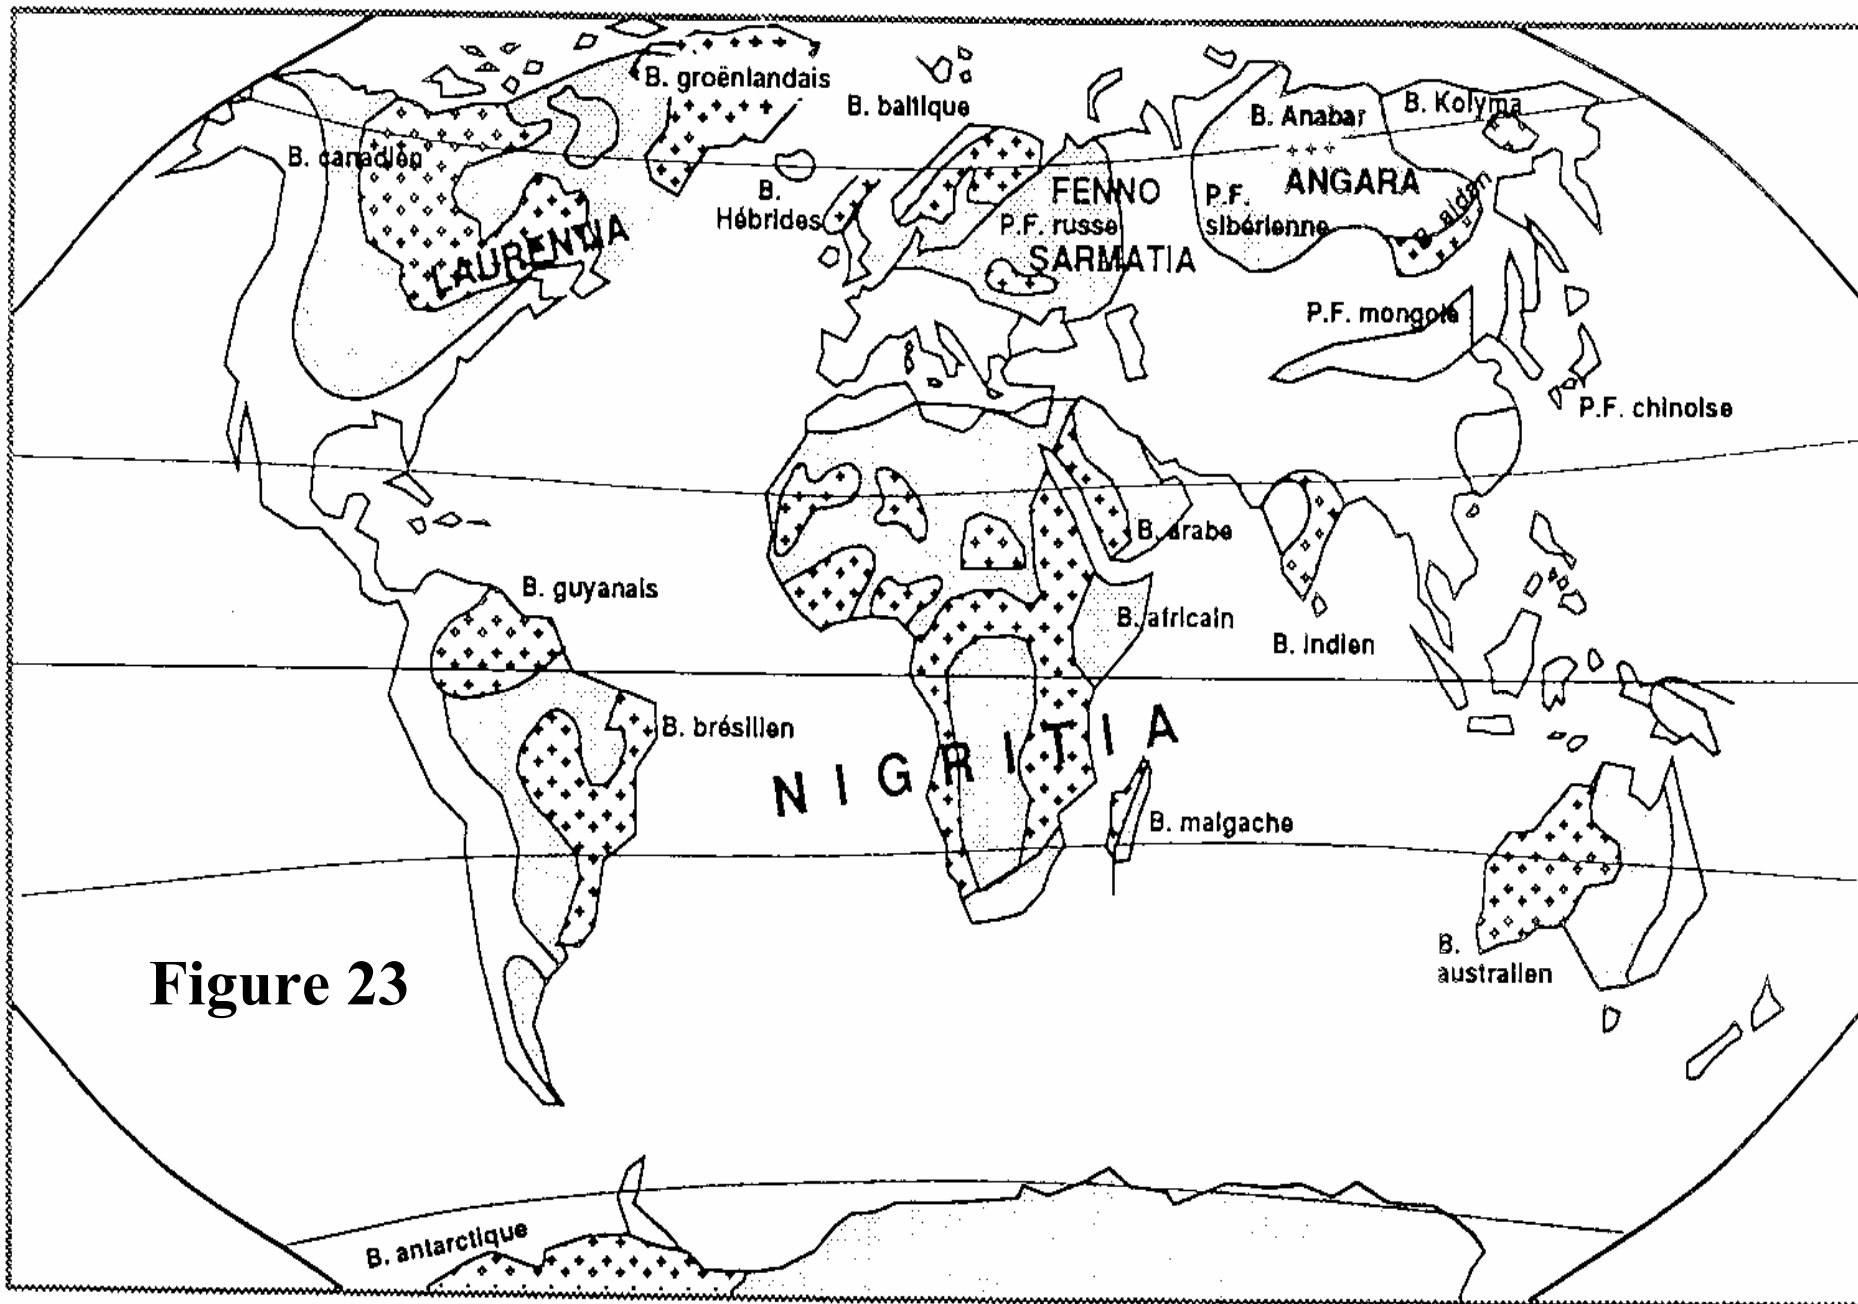 B. groënlandais
B. baltique
B. Anabar
B. Kolyma
B. canadien
B.
Hébrides
FENNO
P.F. russe
SARMATIA
P.F.
sibérienne
ANGARA
B. aldan
LAURENTIA
P.F. mongole
P.F. chinoise
B. arabe
B. guyanais
B. africain
B. Indien
B. brésilien
NIGRITIA
B. malgache
B.
australien
Figure 23
B. antarctique